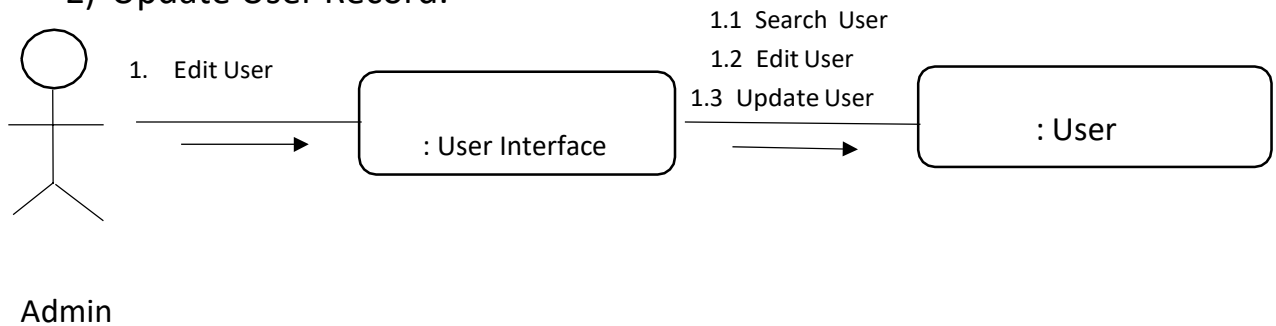 2) Update User Record:
1.1 Search User
1. Edit User
1.2 Edit User
1.3 Update User
: User Interface
: User
Admin